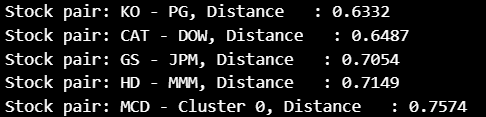 Stock pair: KO - PG, Distance   : 0.6332
Stock pair: CAT - DOW, Distance   : 0.6487
Stock pair: GS - JPM, Distance   : 0.7054
Stock pair: HD - MMM, Distance   : 0.7149
Stock pair: MCD - Cluster 0, Distance   : 0.7574